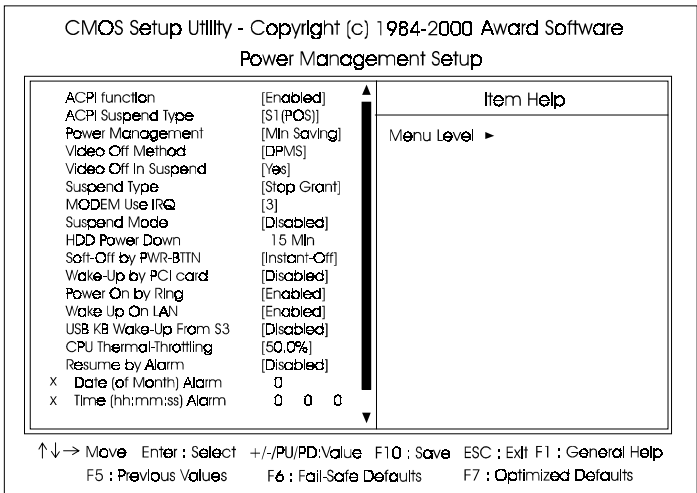 CMOS Setup Utility - Copyright (c) 1984-2000 Award Software
Power Management Setup
ACPI function [Enabled]
ACPI Suspend Type [S1(POS)]
Power Management [Min Saving]
Video Off Method [DPMS]
Video Off In Suspend [Yes]
Suspend Type [Stop Grant]
MODEM Use IRQ [3]
Suspend Mode [Disabled]
HDD Power Down 15 Min
Soft-Off by PWR-BTTN [Instant-Off]
Wake-Up by PCI card [Disabled]
Power On by Ring [Enabled]
Wake Up On LAN [Enabled]
USB KB Wake-Up From S3 [Disabled]
CPU Thermal-Throttling [50.0%]
Resume by Alarm [Disabled]
x Date (of Month) Alarm 0
x Time (hh:mm:ss) Alarm 0 0 0
Item Help
Menu Level ►
↑↓→ Move Enter : Select +/-/PU/PD:Value F10 : Save ESC : Exit F1 : General Help
F5 : Previous Values F6 : Fail-Safe Defaults F7 : Optimized Defaults